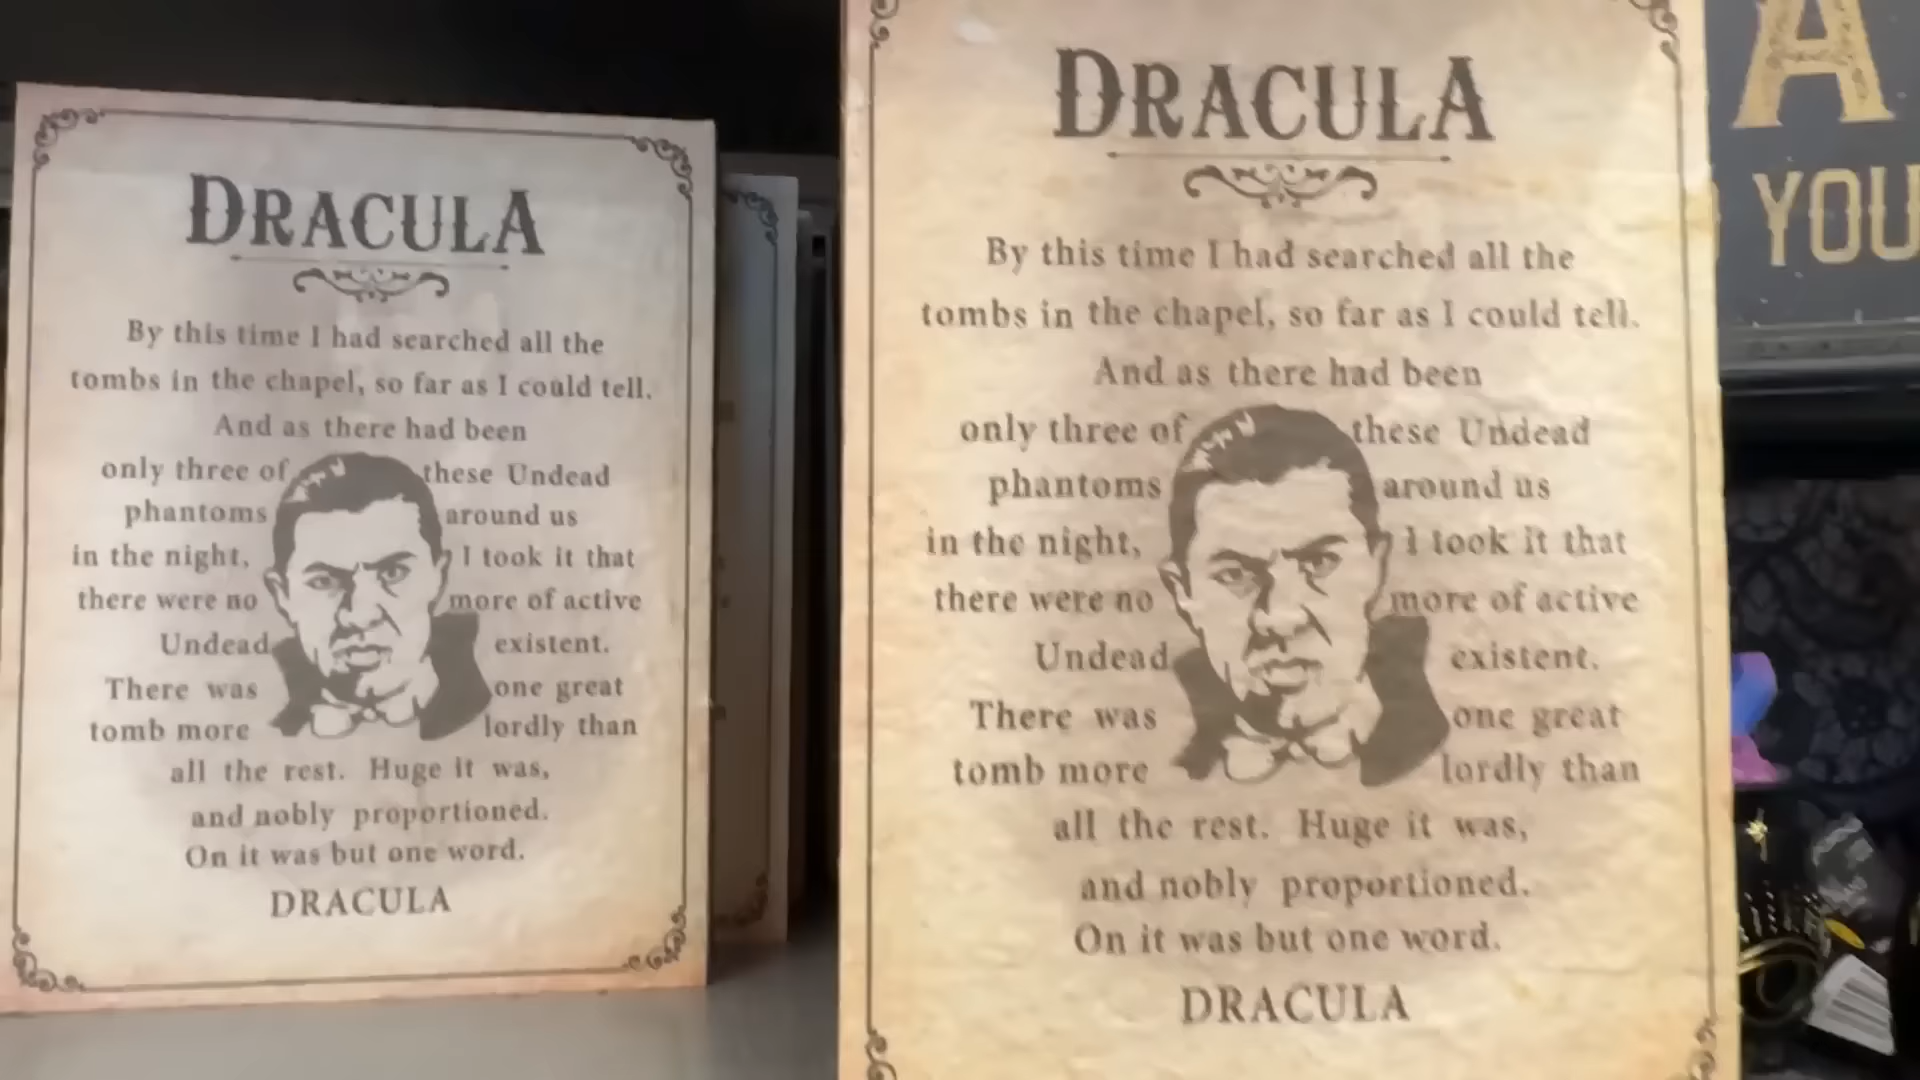 DRACULA
By this time I had searched all the
tombs in the chapel, so far as I could tell.
And as there had been
only three of these Undead
phantoms around us
in the night, I took it that
there were no more of active
Undead existent.
There was one great
tomb more lordly than
all the rest. Huge it was,
and nobly proportioned.
On it was but one word.
DRACULA
DRACULA
By this time I had searched all the
tombs in the chapel, so far as I could tell.
And as there had been
only three of these Undead
phantoms around us
in the night, I took it that
there were no more of active
Undead existent.
There was one great
tomb more lordly than
all the rest. Huge it was,
and nobly proportioned.
On it was but one word.
DRACULA
A
YOU